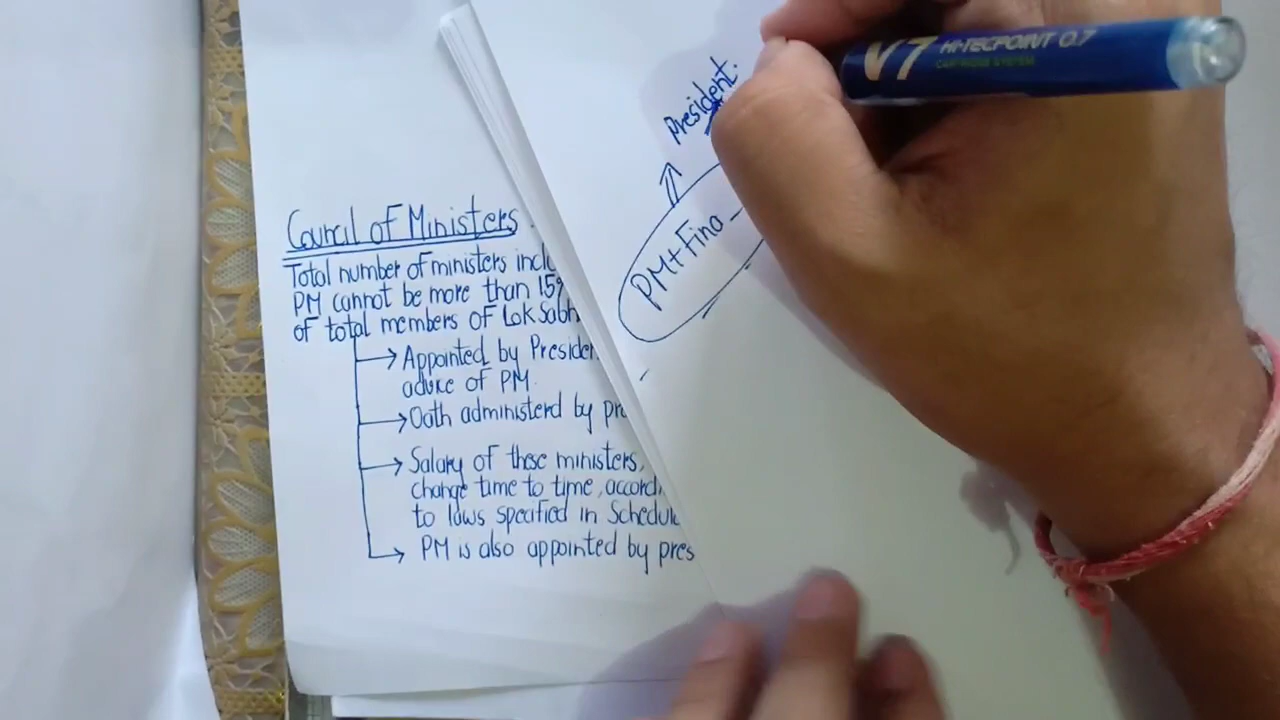 Council of Ministers
Total number of ministers inclu
PM cannot be more than 15%
of total members of Lok Sabh
Appointed by Presiden
advice of PM.
Oath administerd by pre
Salary of these ministers,
change time to time, accordi
to laws specified in Schedule
PM is also appointed by pres
President.
PM+Fina
V7 HI-TECPOINT 0.7
CARTRIDGE SYSTEM